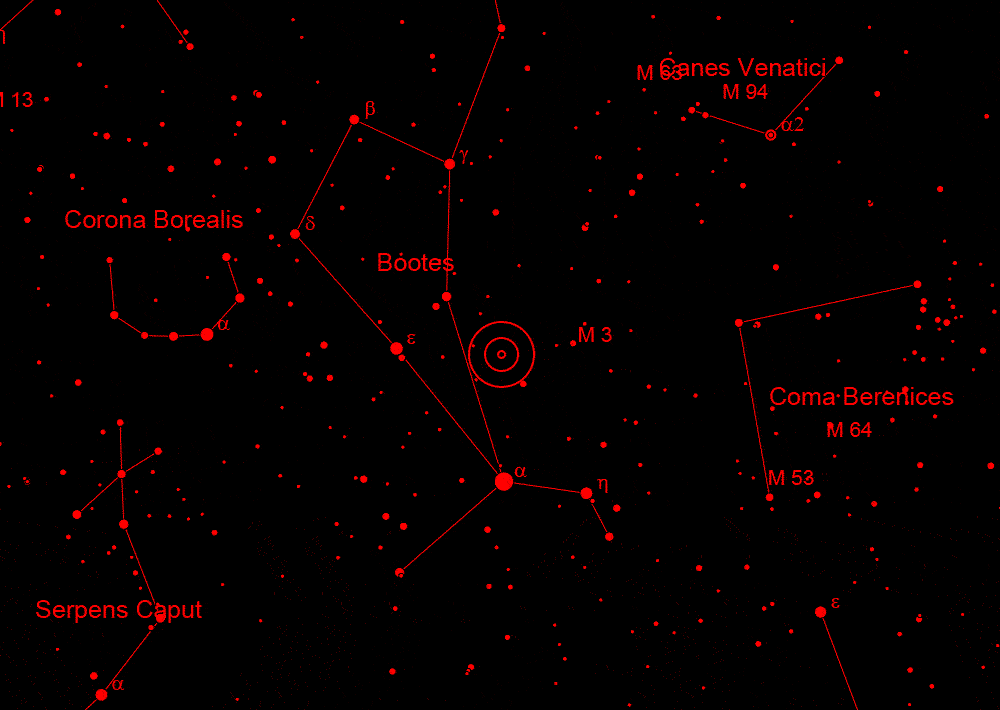 Canes Venatici
M 63
M 94
M 13
β
α2
γ
Corona Borealis
δ
Bootes
α
ε
M 3
Coma Berenices
M 64
α
M 53
η
Serpens Caput
ε
α